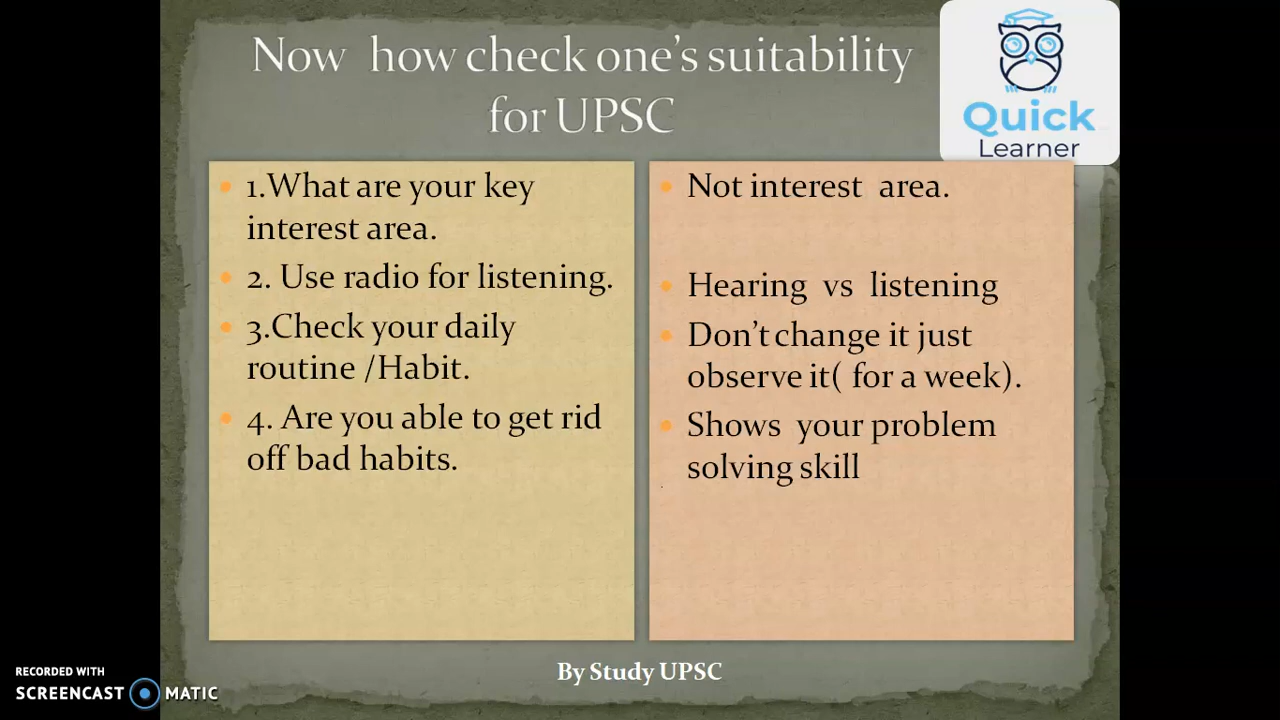 Now how check one's suitability
for UPSC
Quick
Learner
1.What are your key
interest area.
2. Use radio for listening.
3.Check your daily
routine /Habit.
4. Are you able to get rid
off bad habits.
Not interest area.
Hearing vs listening
Don't change it just
observe it( for a week).
Shows your problem
solving skill
By Study UPSC
RECORDED WITH
SCREENCAST MATIC